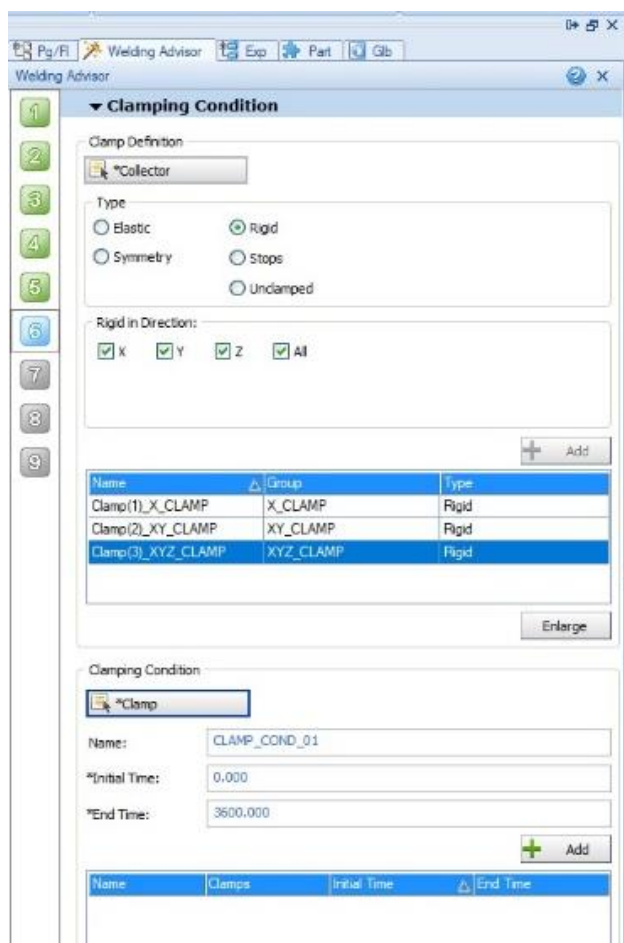 Pg/Fl Welding Advisor Exp Part Glb
Welding Advisor
1
2
3
4
5
6
7
8
9
Clamping Condition
Clamp Definition
*Collector
Type
Elastic Rigid
Symmetry Stops
Unclamped
Rigid in Direction:
X Y Z All
Add
Name Group Type
Clamp(1)_X_CLAMP X_CLAMP Rigid
Clamp(2)_XY_CLAMP XY_CLAMP Rigid
Clamp(3)_XYZ_CLAMP XYZ_CLAMP Rigid
Enlarge
Clamping Condition
*Clamp
Name: CLAMP_COND_01
*Initial Time: 0.000
*End Time: 3600.000
Add
Name Clamps Initial Time End Time